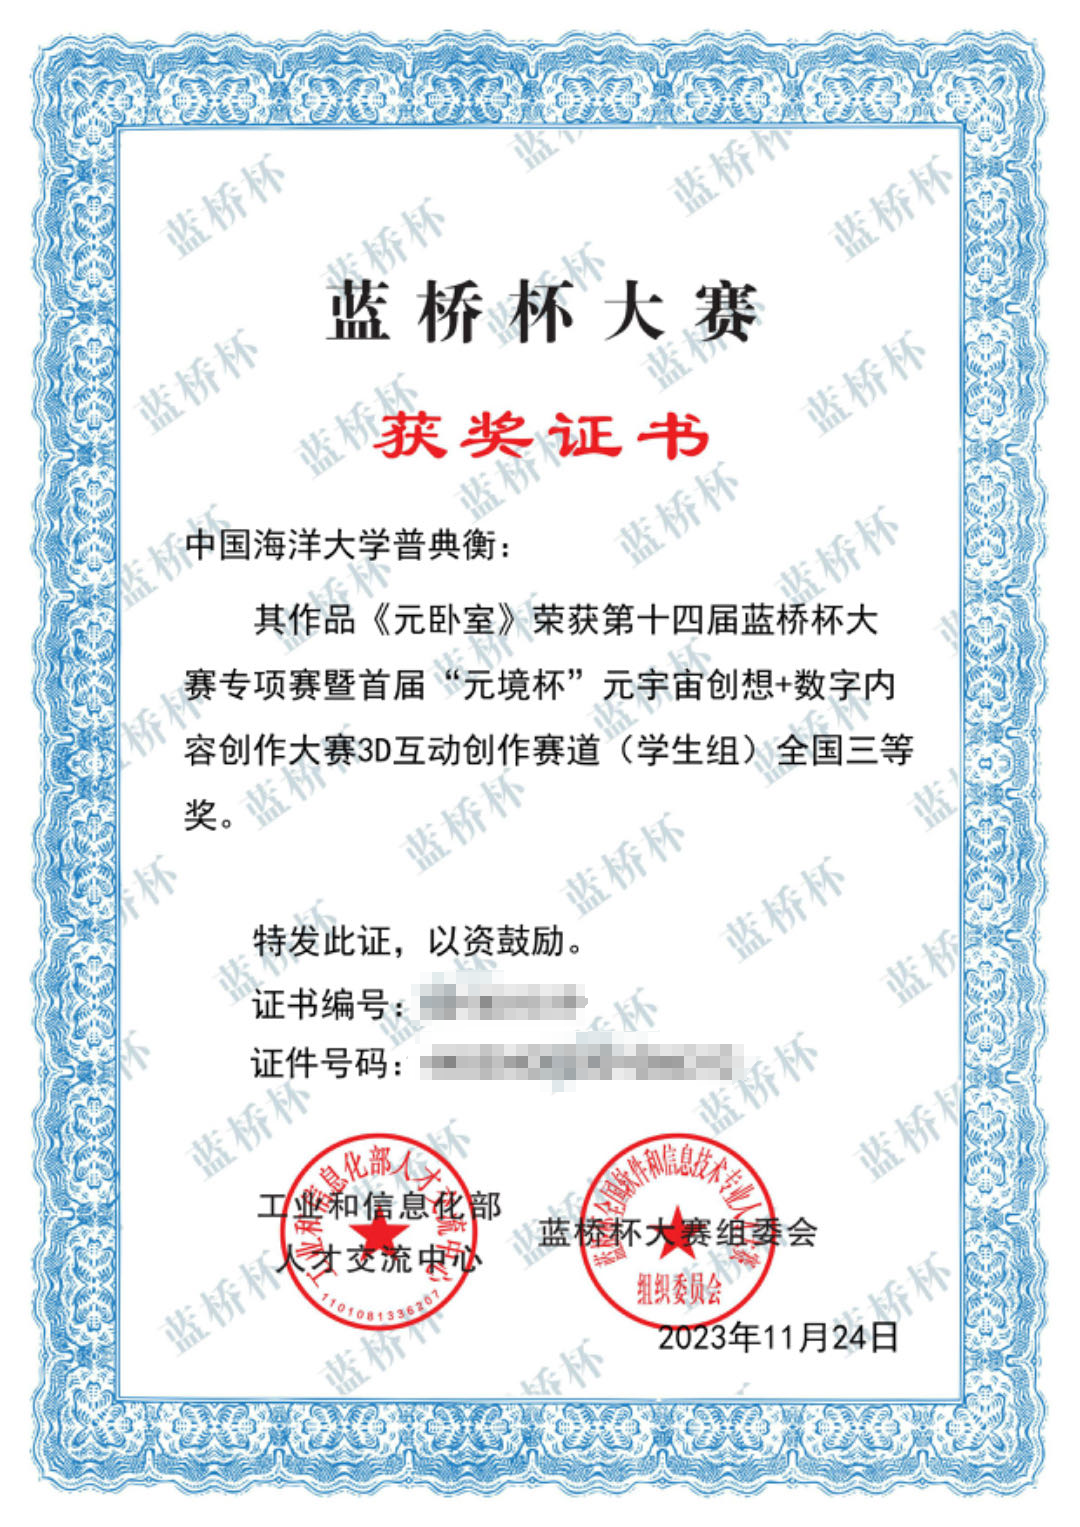 蓝桥杯大赛
获奖证书
中国海洋大学普典衡：
其作品《元卧室》荣获第十四届蓝桥杯大
赛专项赛暨首届“元境杯”元宇宙创想+数字内
容创作大赛3D互动创作赛道（学生组）全国三等
奖。
特发此证，以资鼓励。
证书编号：
证件号码：
工业和信息化部
人才交流中心
蓝桥杯大赛组委会
2023年11月24日
工业和信息化部人才交流中心
1101081336207
蓝桥杯全国软件和信息技术专业人才大赛
组织委员会
蓝桥杯